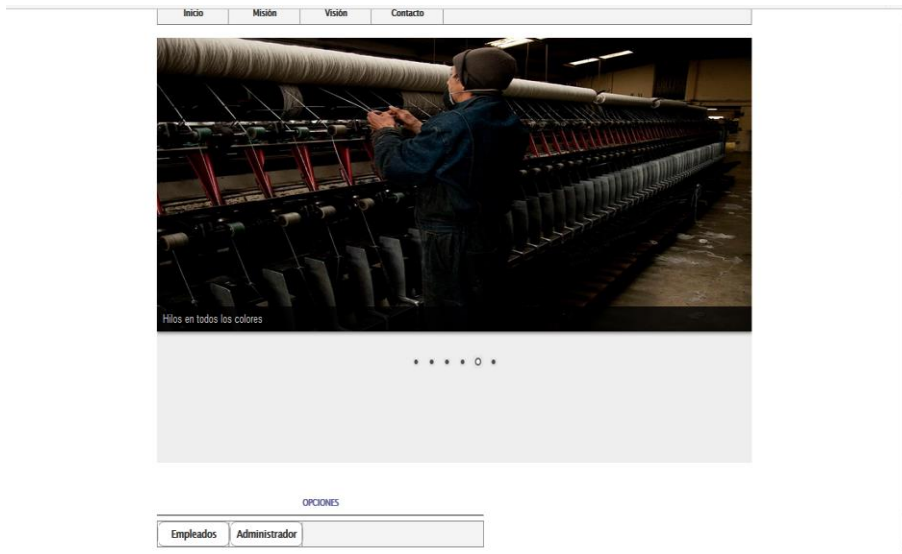 Inicio Misión Visión Contacto
Hilos en todos los colores
OPCIONES
Empleados Administrador